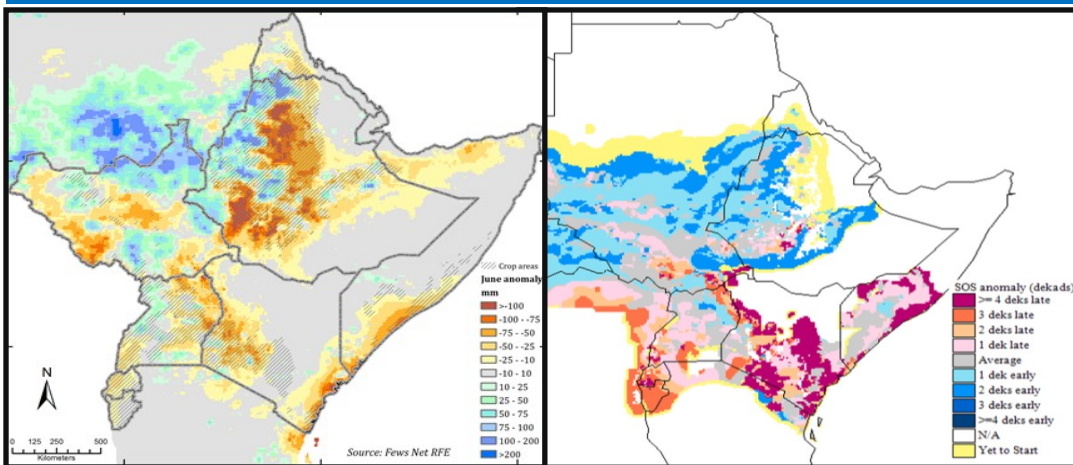 Crop areas
June anomaly
mm
>-100
-100 - -75
-75 - -50
-50 - -25
-25 - -10
-10 - 10
10 - 25
25 - 50
50 - 75
75 - 100
100 - 200
>200
N
0 125 250 500
Kilometers
Source: Fews Net RFE
SOS anomaly (dekads)
>= 4 deks late
3 deks late
2 deks late
1 dek late
Average
1 dek early
2 deks early
3 deks early
>=4 deks early
N/A
Yet to Start